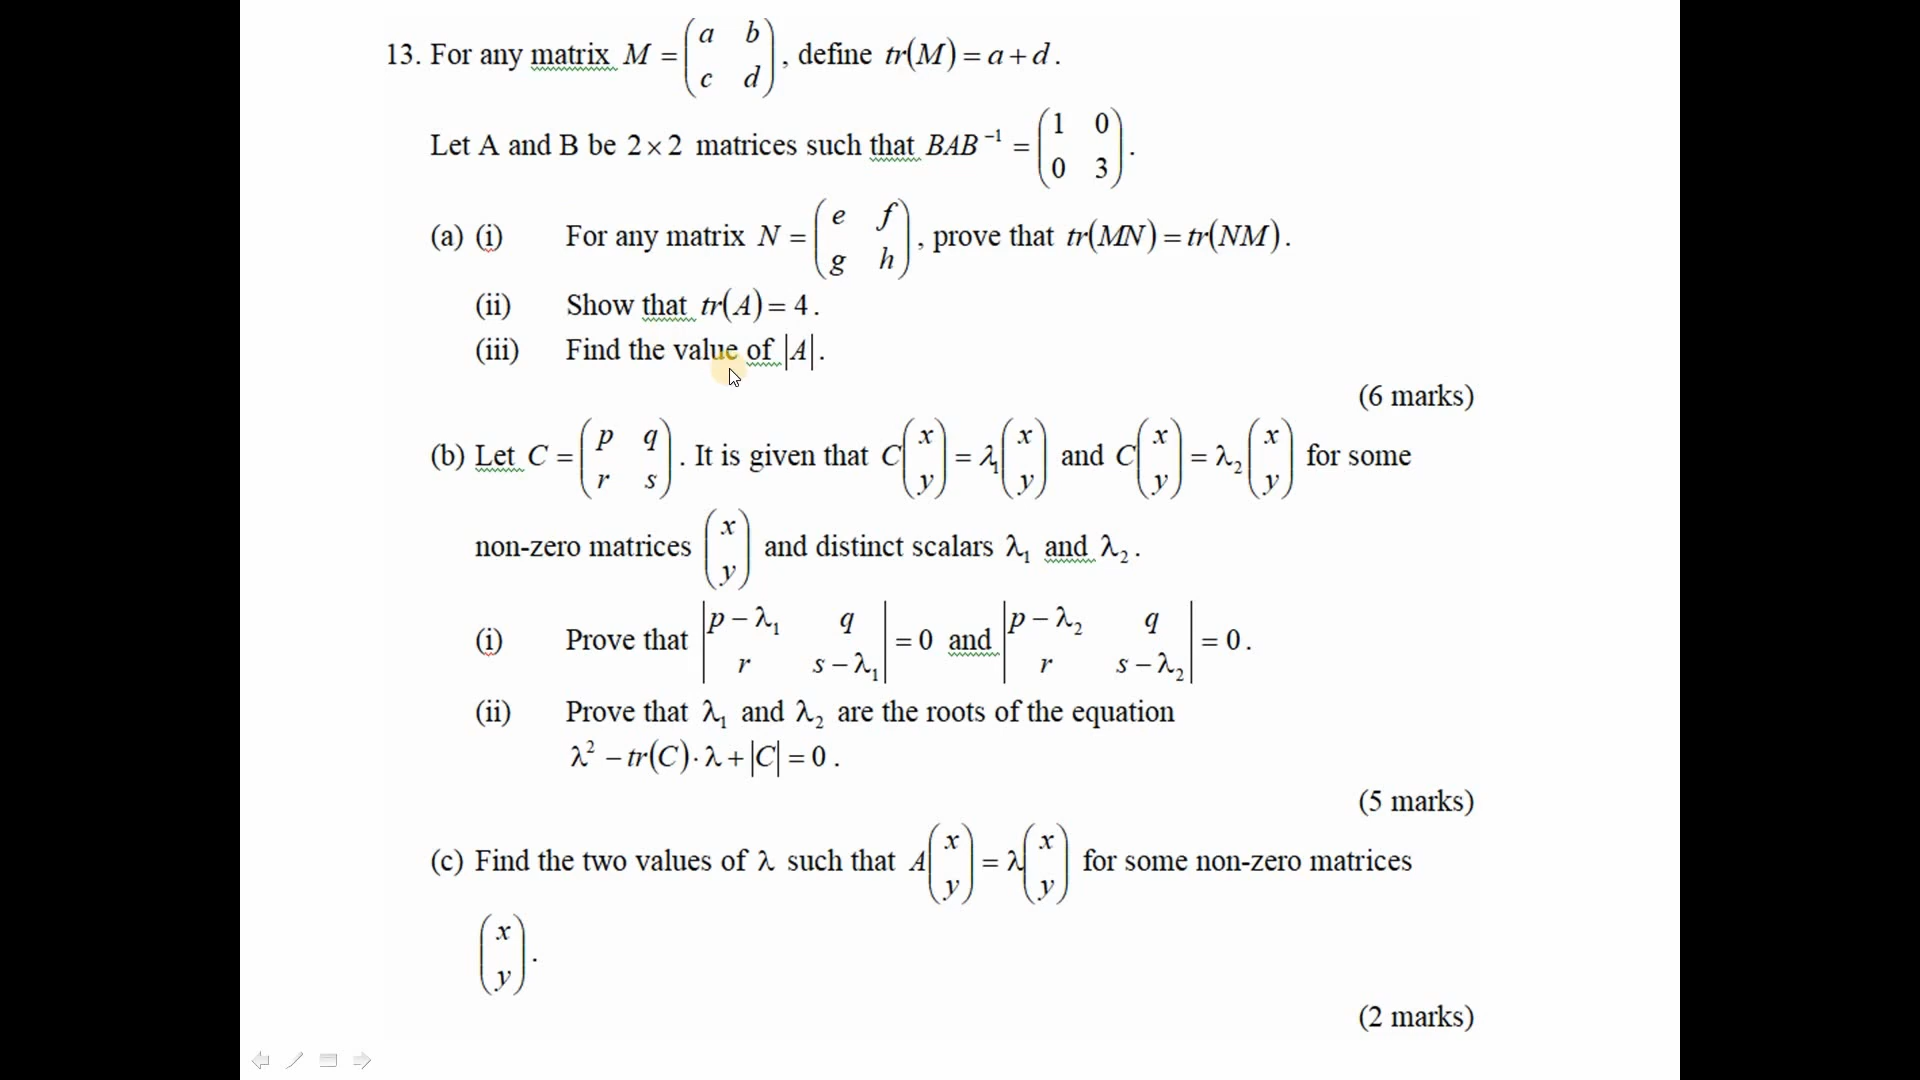 13. For any matrix M = (a b; c d), define tr(M) = a + d.
Let A and B be 2 × 2 matrices such that BAB⁻¹ = (1 0; 0 3).
(a) (i) For any matrix N = (e f; g h), prove that tr(MN) = tr(NM).
(ii) Show that tr(A) = 4.
(iii) Find the value of |A|.
(6 marks)
(b) Let C = (p q; r s). It is given that C(x; y) = λ₁(x; y) and C(x; y) = λ₂(x; y) for some
non-zero matrices (x; y) and distinct scalars λ₁ and λ₂.
(i) Prove that |p − λ₁ q; r s − λ₁| = 0 and |p − λ₂ q; r s − λ₂| = 0.
(ii) Prove that λ₁ and λ₂ are the roots of the equation
λ² − tr(C)·λ + |C| = 0.
(5 marks)
(c) Find the two values of λ such that A(x; y) = λ(x; y) for some non-zero matrices
(x; y).
(2 marks)